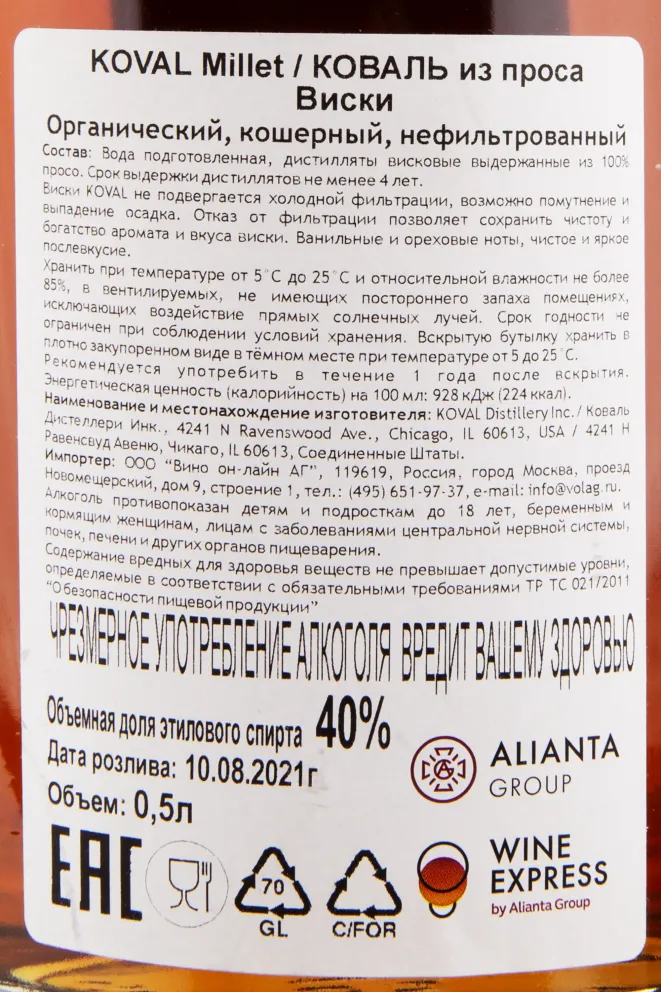 KOVAL Millet / КОВАЛЬ из проса
Виски
Органический, кошерный, нефильтрованный
Состав: Вода подготовленная, дистилляты висковые выдержанные из 100%
просо. Срок выдержки дистиллятов не менее 4 лет.
Виски KOVAL не подвергается холодной фильтрации, возможно помутнение и
выпадение осадка. Отказ от фильтрации позволяет сохранить чистоту и
богатство аромата и вкуса виски. Ванильные и ореховые ноты, чистое и яркое
послевкусие.
Хранить при температуре от 5°С до 25°С и относительной влажности не более
85%, в вентилируемых, не имеющих постороннего запаха помещениях,
исключающих воздействие прямых солнечных лучей. Срок годности не
ограничен при соблюдении условий хранения. Вскрытую бутылку хранить в
плотно закупоренном виде в тёмном месте при температуре от 5 до 25°С.
Рекомендуется употребить в течение 1 года после вскрытия.
Энергетическая ценность (калорийность) на 100 мл: 928 кДж (224 ккал).
Наименование и местонахождение изготовителя: KOVAL Distillery Inc. / Коваль
Дистеллери Инк., 4241 N Ravenswood Ave., Chicago, IL 60613, USA / 4241 Н
Равенсвуд Авеню, Чикаго, IL 60613, Соединенные Штаты.
Импортер: ООО "Вино он-лайн АГ", 119619, Россия, город Москва, проезд
Новомещерский, дом 9, строение 1, тел.: (495) 651-97-37, e-mail: info@volag.ru.
Алкоголь противопоказан детям и подросткам до 18 лет, беременным и
кормящим женщинам, лицам с заболеваниями центральной нервной системы,
почек, печени и других органов пищеварения.
Содержание вредных для здоровья веществ не превышает допустимые уровни,
определяемые в соответствии с обязательными требованиями ТР ТС 021/2011
"О безопасности пищевой продукции"
ЧРЕЗМЕРНОЕ УПОТРЕБЛЕНИЕ АЛКОГОЛЯ ВРЕДИТ ВАШЕМУ ЗДОРОВЬЮ
Объемная доля этилового спирта 40%
Дата розлива: 10.08.2021г
Объем: 0,5л
ALIANTA
GROUP
EAC
70
GL
C/FOR
WINE
EXPRESS
by Alianta Group